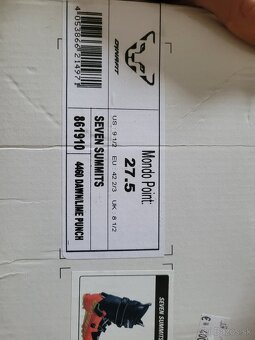 DYNAFIT
Mondo Point:
27.5
US : 9 1/2 EU : 42 2/3 UK : 8 1/2
SEVEN SUMMITS
861910
4460 DAWN/LIME PUNCH
4053866214971
SEVEN SUMMITS